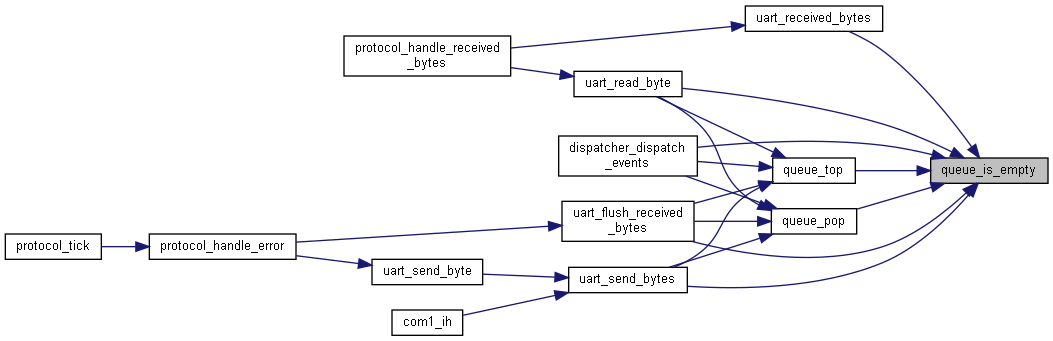 uart_received_bytes
protocol_handle_received
_bytes
uart_read_byte
dispatcher_dispatch
_events
queue_top
queue_is_empty
uart_flush_received
_bytes
queue_pop
protocol_tick
protocol_handle_error
uart_send_byte
uart_send_bytes
com1_ih